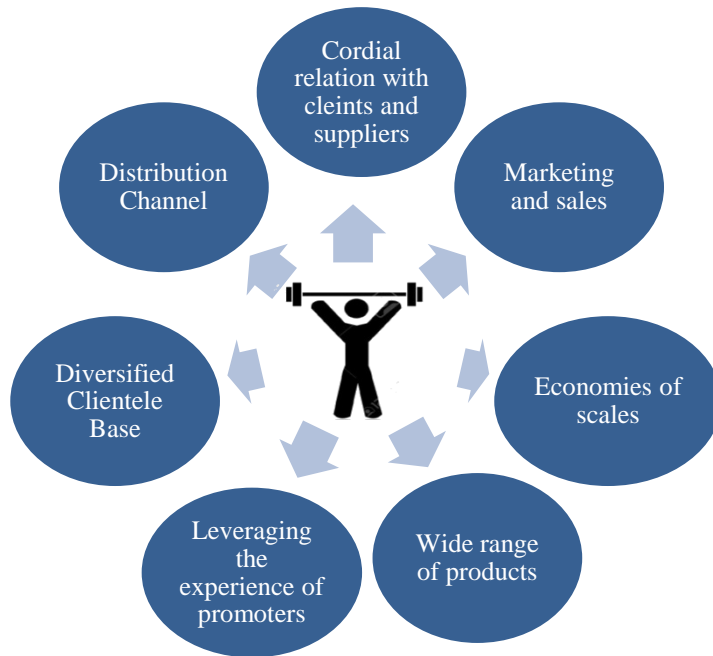 Cordial
relation with
cleints and
suppliers
Marketing
and sales
Economies of
scales
Wide range
of products
Leveraging
the
experience of
promoters
Diversified
Clientele
Base
Distribution
Channel